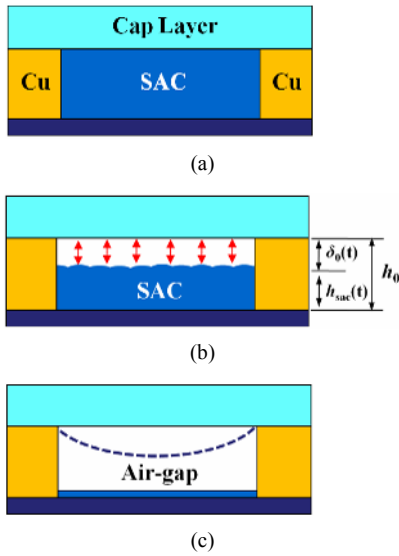 Cap Layer
Cu SAC Cu
(a)
δ₀(t)
h₀
SAC
hsac(t)
(b)
Air-gap
(c)